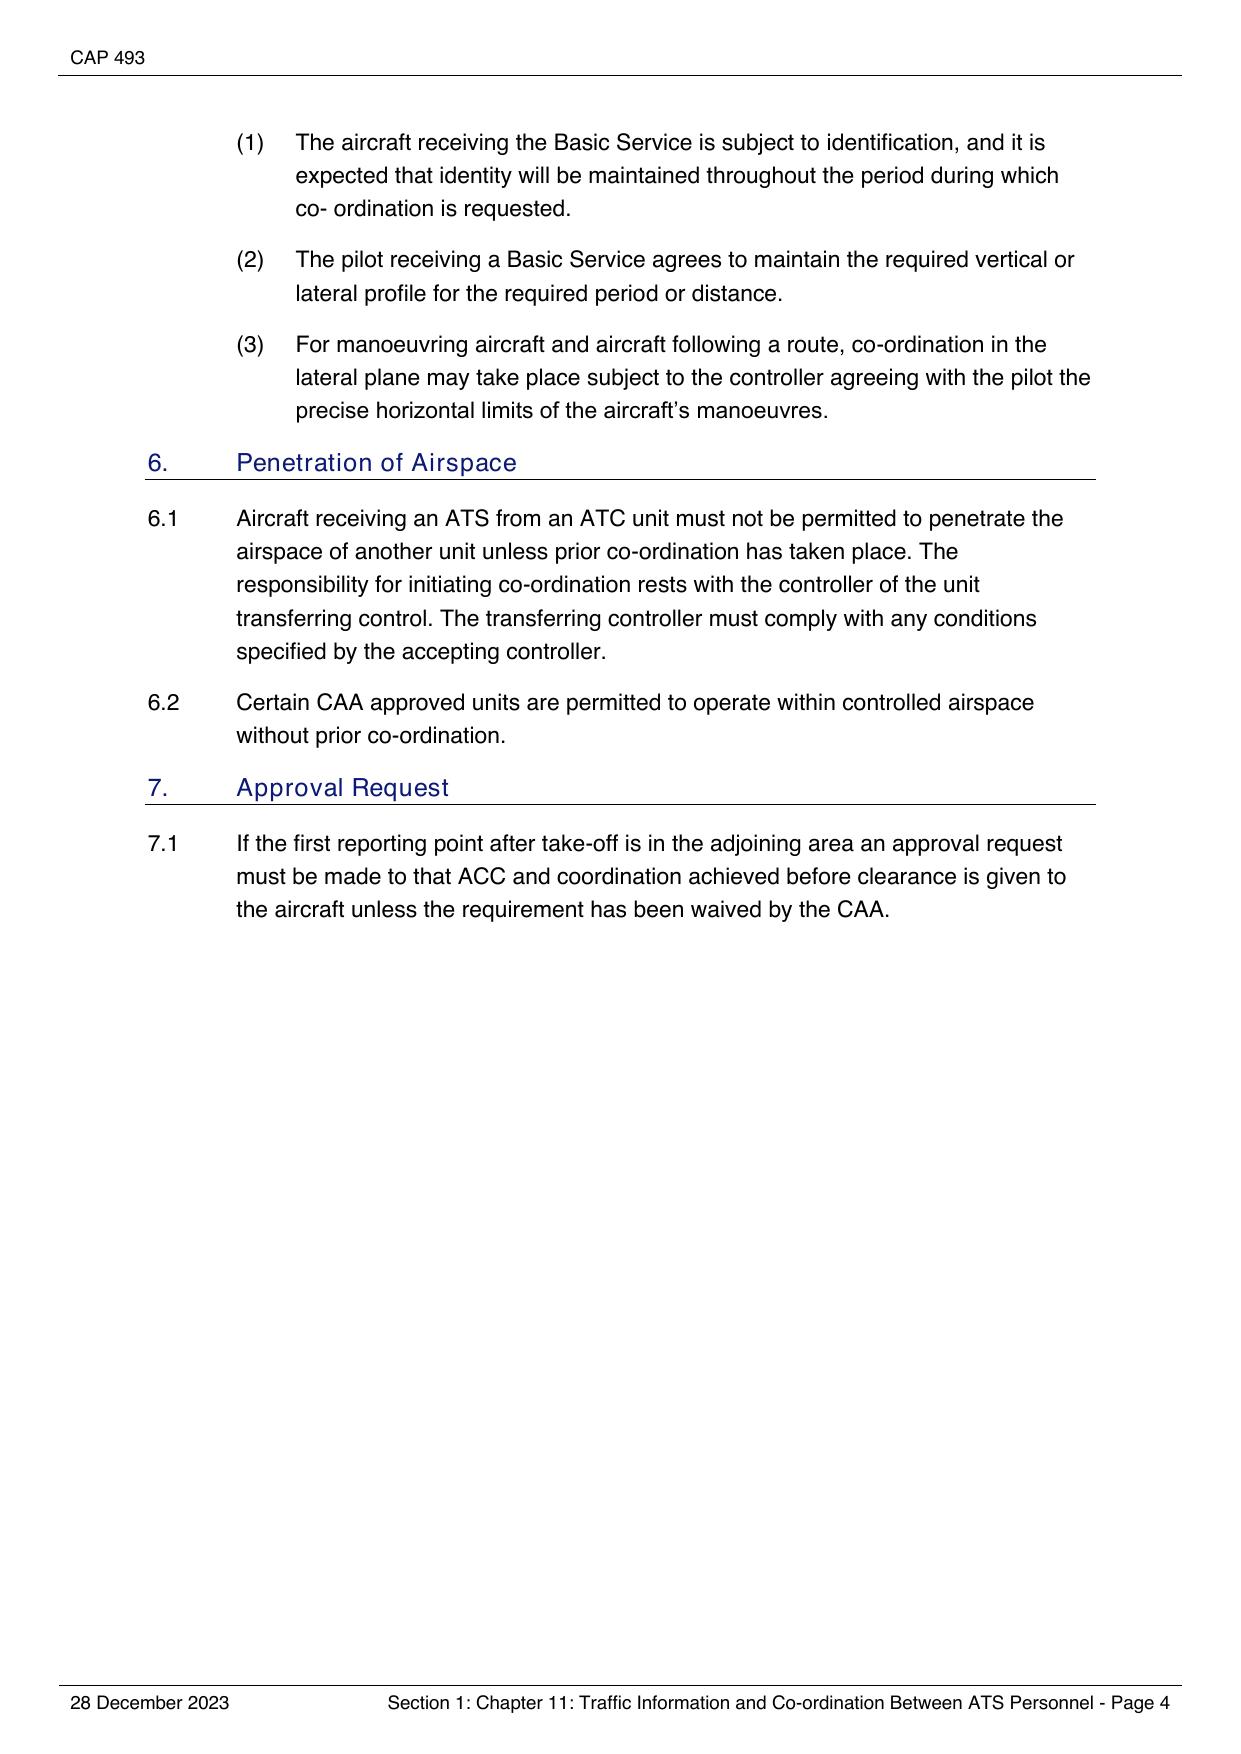 CAP 493
(1) The aircraft receiving the Basic Service is subject to identification, and it is
expected that identity will be maintained throughout the period during which
co- ordination is requested.
(2) The pilot receiving a Basic Service agrees to maintain the required vertical or
lateral profile for the required period or distance.
(3) For manoeuvring aircraft and aircraft following a route, co-ordination in the
lateral plane may take place subject to the controller agreeing with the pilot the
precise horizontal limits of the aircraft’s manoeuvres.
6. Penetration of Airspace
6.1 Aircraft receiving an ATS from an ATC unit must not be permitted to penetrate the
airspace of another unit unless prior co-ordination has taken place. The
responsibility for initiating co-ordination rests with the controller of the unit
transferring control. The transferring controller must comply with any conditions
specified by the accepting controller.
6.2 Certain CAA approved units are permitted to operate within controlled airspace
without prior co-ordination.
7. Approval Request
7.1 If the first reporting point after take-off is in the adjoining area an approval request
must be made to that ACC and coordination achieved before clearance is given to
the aircraft unless the requirement has been waived by the CAA.
28 December 2023 Section 1: Chapter 11: Traffic Information and Co-ordination Between ATS Personnel - Page 4